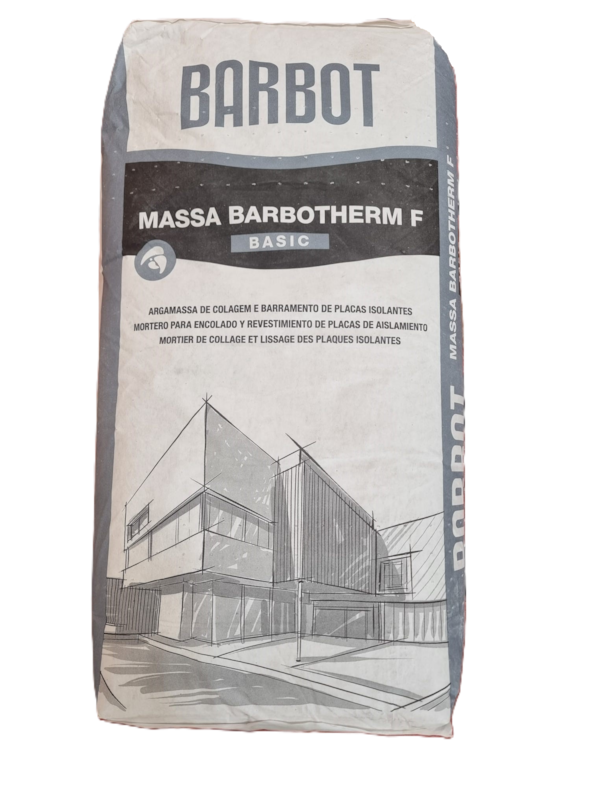 BARBOT
MASSA BARBOTHERM F
BASIC
ARGAMASSA DE COLAGEM E BARRAMENTO DE PLACAS ISOLANTES
MORTERO PARA ENCOLADO Y REVESTIMIENTO DE PLACAS DE AISLAMIENTO
MORTIER DE COLLAGE ET LISSAGE DES PLAQUES ISOLANTES
MASSA BARBOTHERM F
BARBOT